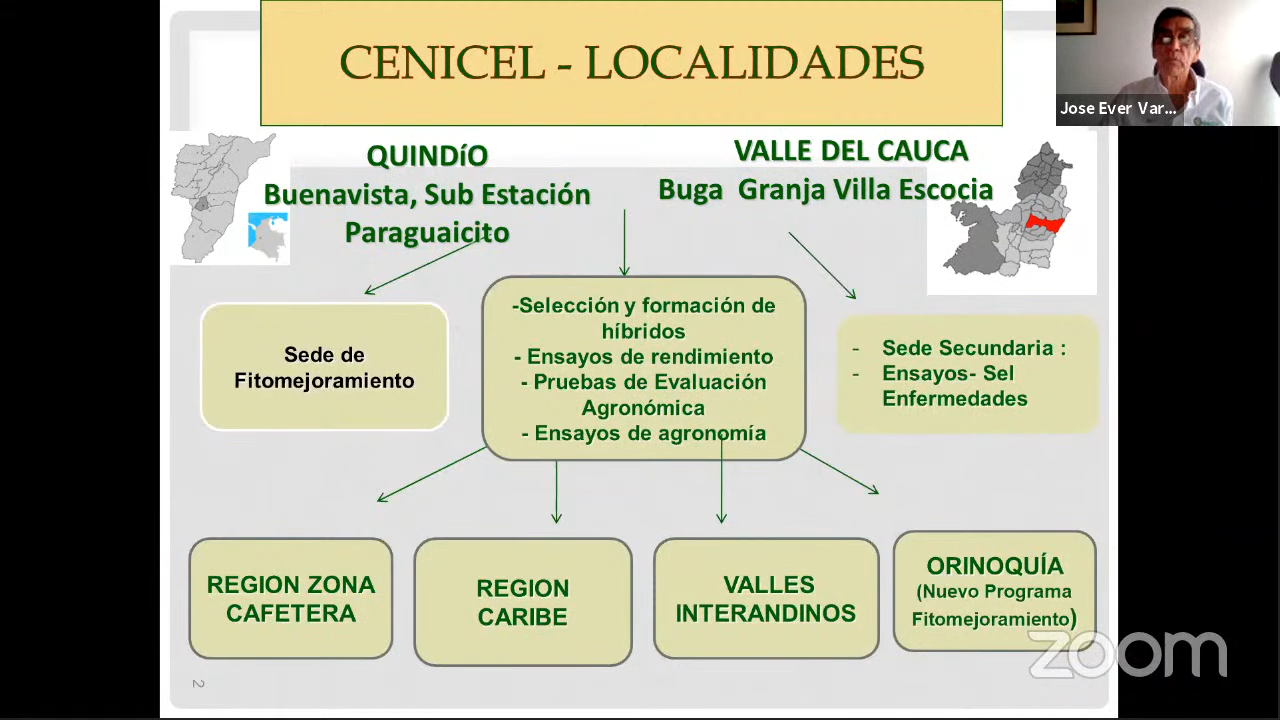 CENICEL - LOCALIDADES
Jose Ever Var...
QUINDíO
Buenavista, Sub Estación
Paraguaicito
VALLE DEL CAUCA
Buga Granja Villa Escocia
Sede de
Fitomejoramiento
-Selección y formación de
híbridos
- Ensayos de rendimiento
- Pruebas de Evaluación
Agronómica
- Ensayos de agronomía
- Sede Secundaria :
- Ensayos- Sel
Enfermedades
REGION ZONA
CAFETERA
REGION
CARIBE
VALLES
INTERANDINOS
ORINOQUÍA
(Nuevo Programa
Fitomejoramiento)
zoom
2